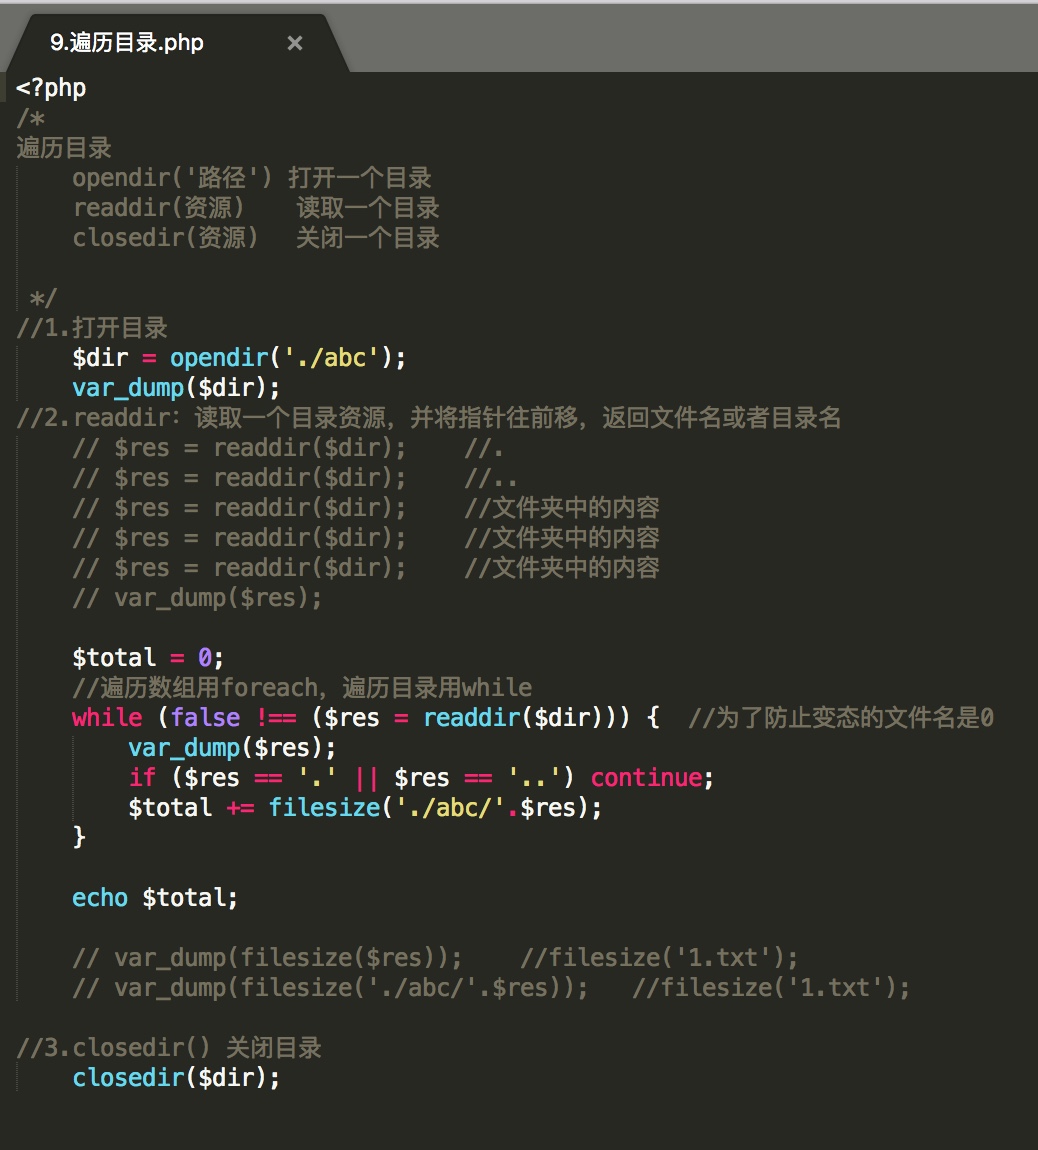 9.遍历目录.php ×
<?php
/*
遍历目录
    opendir('路径') 打开一个目录
    readdir(资源)    读取一个目录
    closedir(资源)   关闭一个目录

 */
//1.打开目录
    $dir = opendir('./abc');
    var_dump($dir);
//2.readdir：读取一个目录资源，并将指针往前移，返回文件名或者目录名
    // $res = readdir($dir);    //.
    // $res = readdir($dir);    //..
    // $res = readdir($dir);    //文件夹中的内容
    // $res = readdir($dir);    //文件夹中的内容
    // $res = readdir($dir);    //文件夹中的内容
    // var_dump($res);

    $total = 0;
    //遍历数组用foreach，遍历目录用while
    while (false !== ($res = readdir($dir))) {  //为了防止变态的文件名是0
        var_dump($res);
        if ($res == '.' || $res == '..') continue;
        $total += filesize('./abc/'.$res);
    }

    echo $total;

    // var_dump(filesize($res));    //filesize('1.txt');
    // var_dump(filesize('./abc/'.$res));   //filesize('1.txt');

//3.closedir() 关闭目录
    closedir($dir);